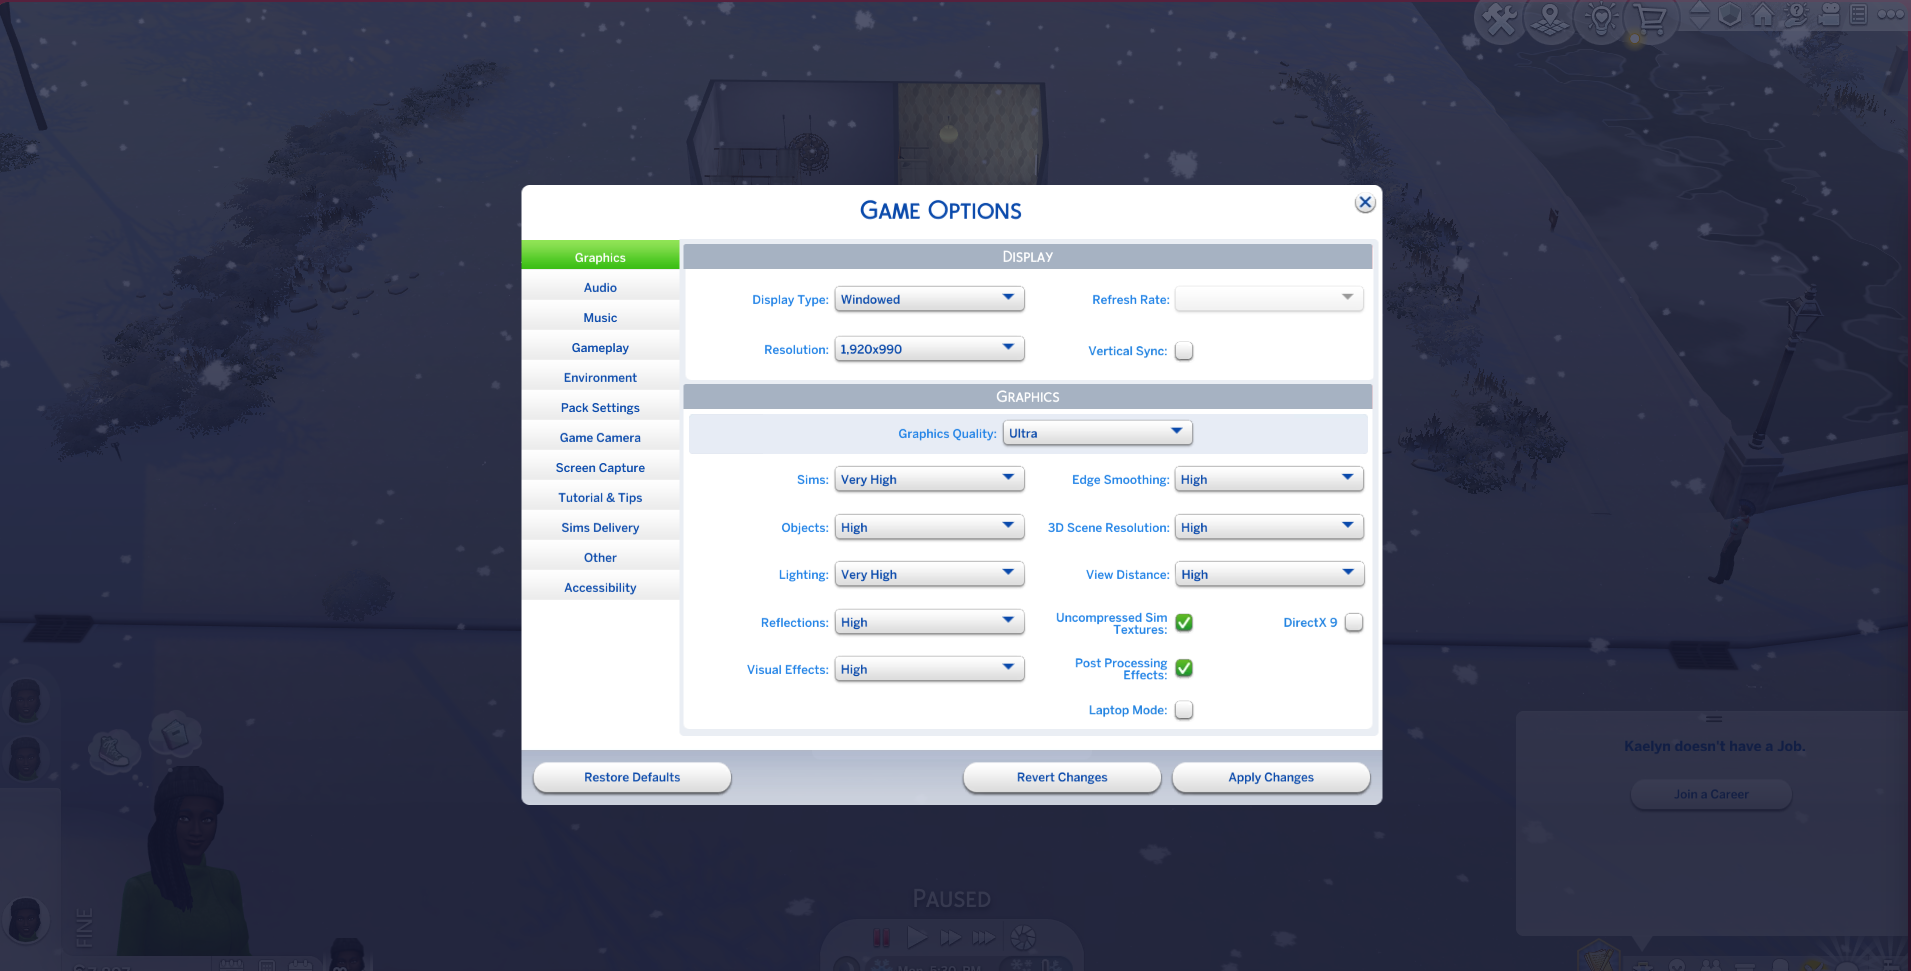 Game Options
Graphics
Audio
Music
Gameplay
Environment
Pack Settings
Game Camera
Screen Capture
Tutorial & Tips
Sims Delivery
Other
Accessibility
Display
Display Type: Windowed
Refresh Rate:
Resolution: 1,920x990
Vertical Sync:
Graphics
Graphics Quality: Ultra
Sims: Very High
Edge Smoothing: High
Objects: High
3D Scene Resolution: High
Lighting: Very High
View Distance: High
Reflections: High
Uncompressed Sim
Textures:
DirectX 9
Visual Effects: High
Post Processing
Effects:
Laptop Mode:
Restore Defaults
Revert Changes
Apply Changes
Kaelyn doesn't have a Job.
Join a Career
Paused
FINE